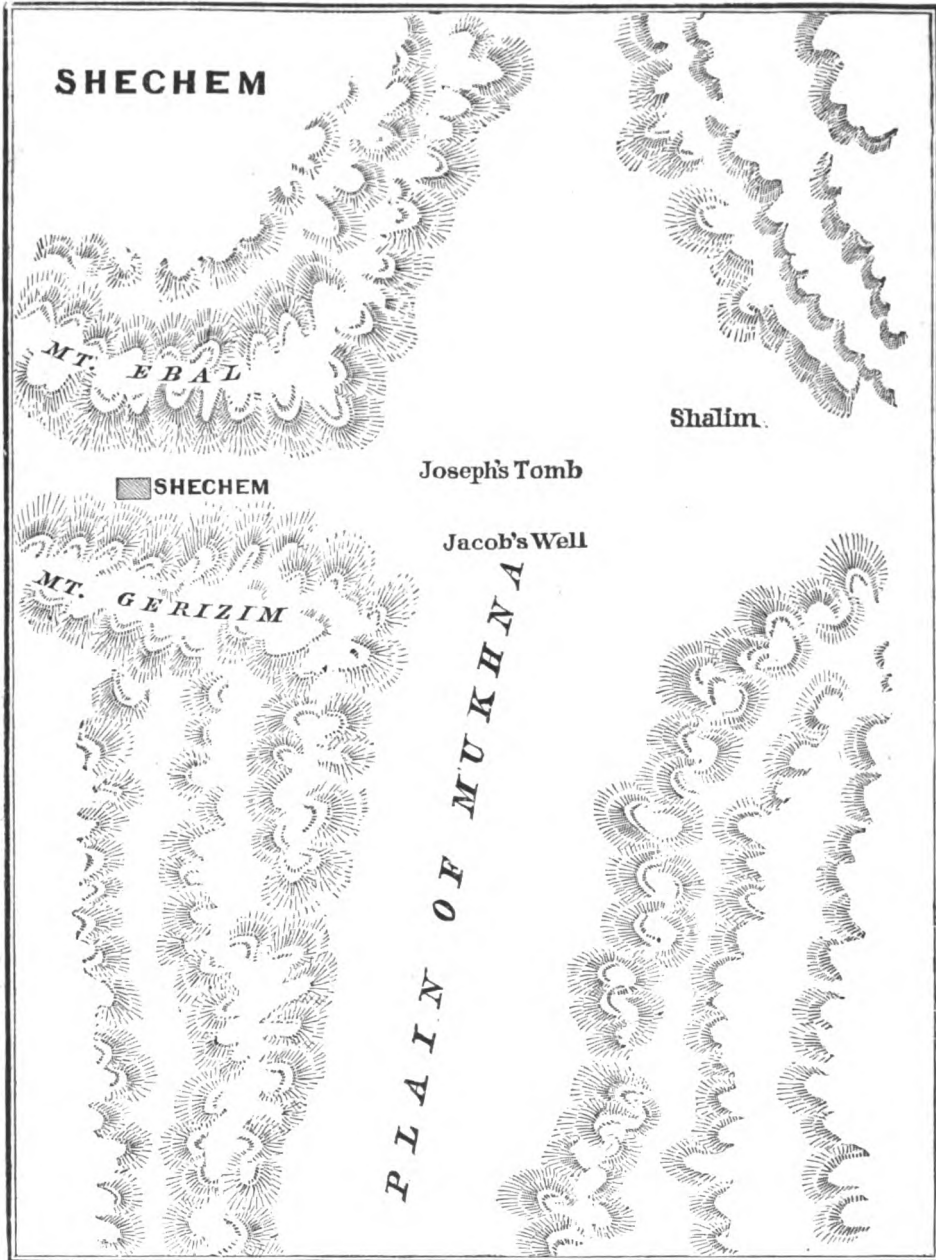 SHECHEM
MT. EBAL
Shalim.
Joseph's Tomb
SHECHEM
Jacob's Well
MT. GERIZIM
PLAIN OF MUKHNA